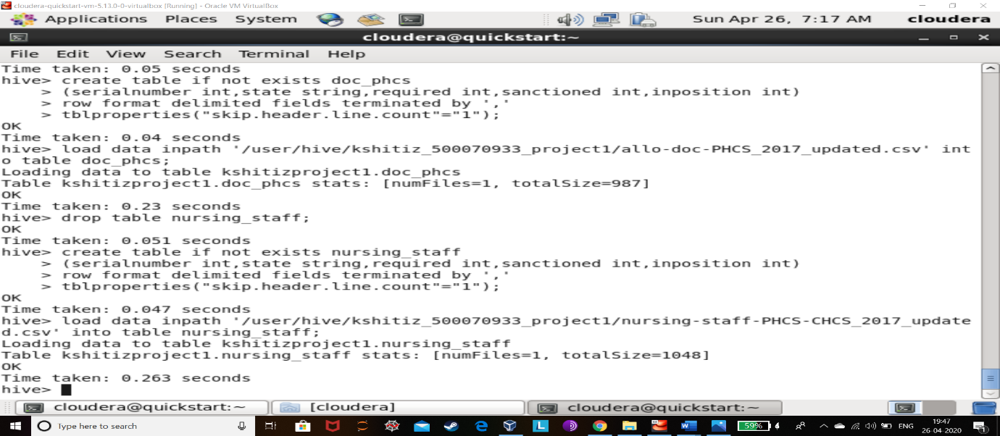 cloudera-quickstart-vm-5.13.0-0-virtualbox [Running] - Oracle VM VirtualBox
Applications Places System Sun Apr 26, 7:17 AM cloudera
cloudera@quickstart:~
File Edit View Search Terminal Help
Time taken: 0.05 seconds
hive> create table if not exists doc_phcs
    > (serialnumber int,state string,required int,sanctioned int,inposition int)
    > row format delimited fields terminated by ','
    > tblproperties("skip.header.line.count"="1");
OK
Time taken: 0.04 seconds
hive> load data inpath '/user/hive/kshitiz_500070933_project1/allo-doc-PHCS_2017_updated.csv' int
o table doc_phcs;
Loading data to table kshitizproject1.doc_phcs
Table kshitizproject1.doc_phcs stats: [numFiles=1, totalSize=987]
OK
Time taken: 0.23 seconds
hive> drop table nursing_staff;
OK
Time taken: 0.051 seconds
hive> create table if not exists nursing_staff
    > (serialnumber int,state string,required int,sanctioned int,inposition int)
    > row format delimited fields terminated by ','
    > tblproperties("skip.header.line.count"="1");
OK
Time taken: 0.047 seconds
hive> load data inpath '/user/hive/kshitiz_500070933_project1/nursing-staff-PHCS-CHCS_2017_update
d.csv' into table nursing_staff;
Loading data to table kshitizproject1.nursing_staff
Table kshitizproject1.nursing_staff stats: [numFiles=1, totalSize=1048]
OK
Time taken: 0.263 seconds
hive>
cloudera@quickstart:~ [cloudera] cloudera@quickstart:~
Type here to search L 59% ENG 19:47
26-04-2020 1